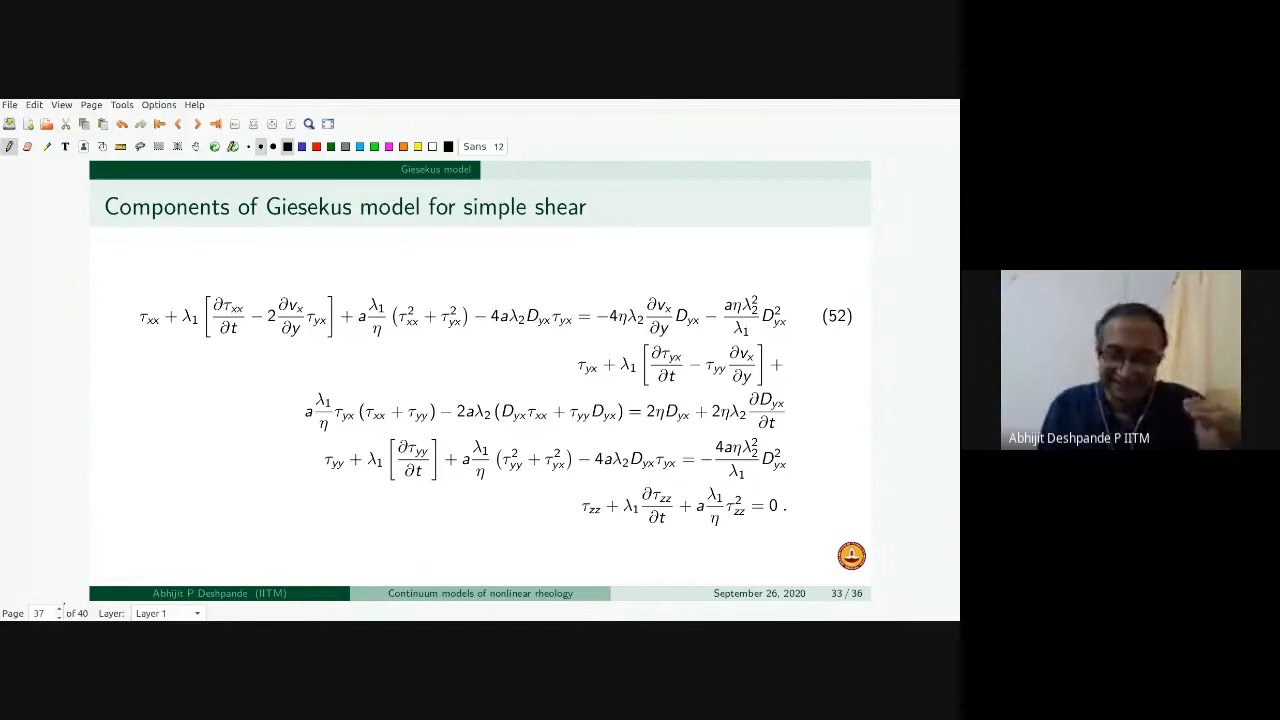 File Edit View Page Tools Options Help
Sans 12
Giesekus model
Components of Giesekus model for simple shear
τ_xx + λ_1 [∂τ_xx/∂t − 2 ∂v_x/∂y τ_yx] + a λ_1/η (τ_xx^2 + τ_yx^2) − 4aλ_2 D_yx τ_yx = −4ηλ_2 ∂v_x/∂y D_yx − aηλ_2^2/λ_1 D_yx^2 (52)
τ_yx + λ_1 [∂τ_yx/∂t − τ_yy ∂v_x/∂y] +
a λ_1/η τ_yx (τ_xx + τ_yy) − 2aλ_2 (D_yx τ_xx + τ_yy D_yx) = 2ηD_yx + 2ηλ_2 ∂D_yx/∂t
τ_yy + λ_1 [∂τ_yy/∂t] + a λ_1/η (τ_yy^2 + τ_yx^2) − 4aλ_2 D_yx τ_yx = − 4aηλ_2^2/λ_1 D_yx^2
τ_zz + λ_1 ∂τ_zz/∂t + a λ_1/η τ_zz^2 = 0 .
Abhijit Deshpande P IITM
Abhijit P Deshpande (IITM) Continuum models of nonlinear rheology September 26, 2020 33 / 36
Page 37 of 40 Layer: Layer 1